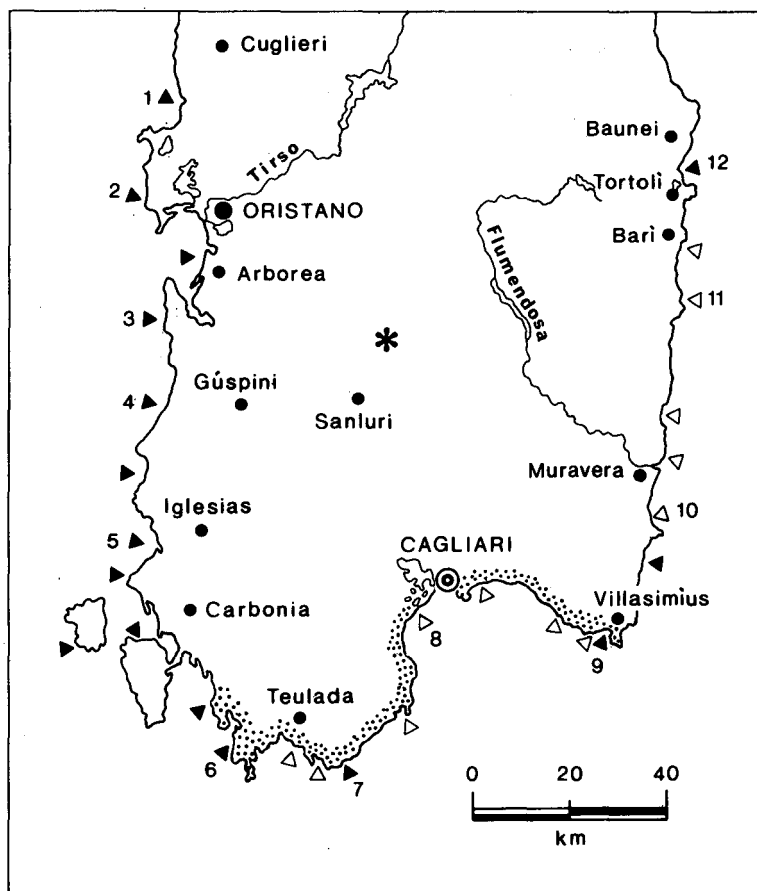 Cuglieri
1
Baunei
12
Tirso
Tortolì
2
ORISTANO
Barì
Flumendosa
Arborea
11
3
*
4
Gúspini
Sanluri
Muravera
10
Iglesias
5
CAGLIARI
Carbonia
Villasimìus
8
9
Teulada
6
7
0 20 40
km